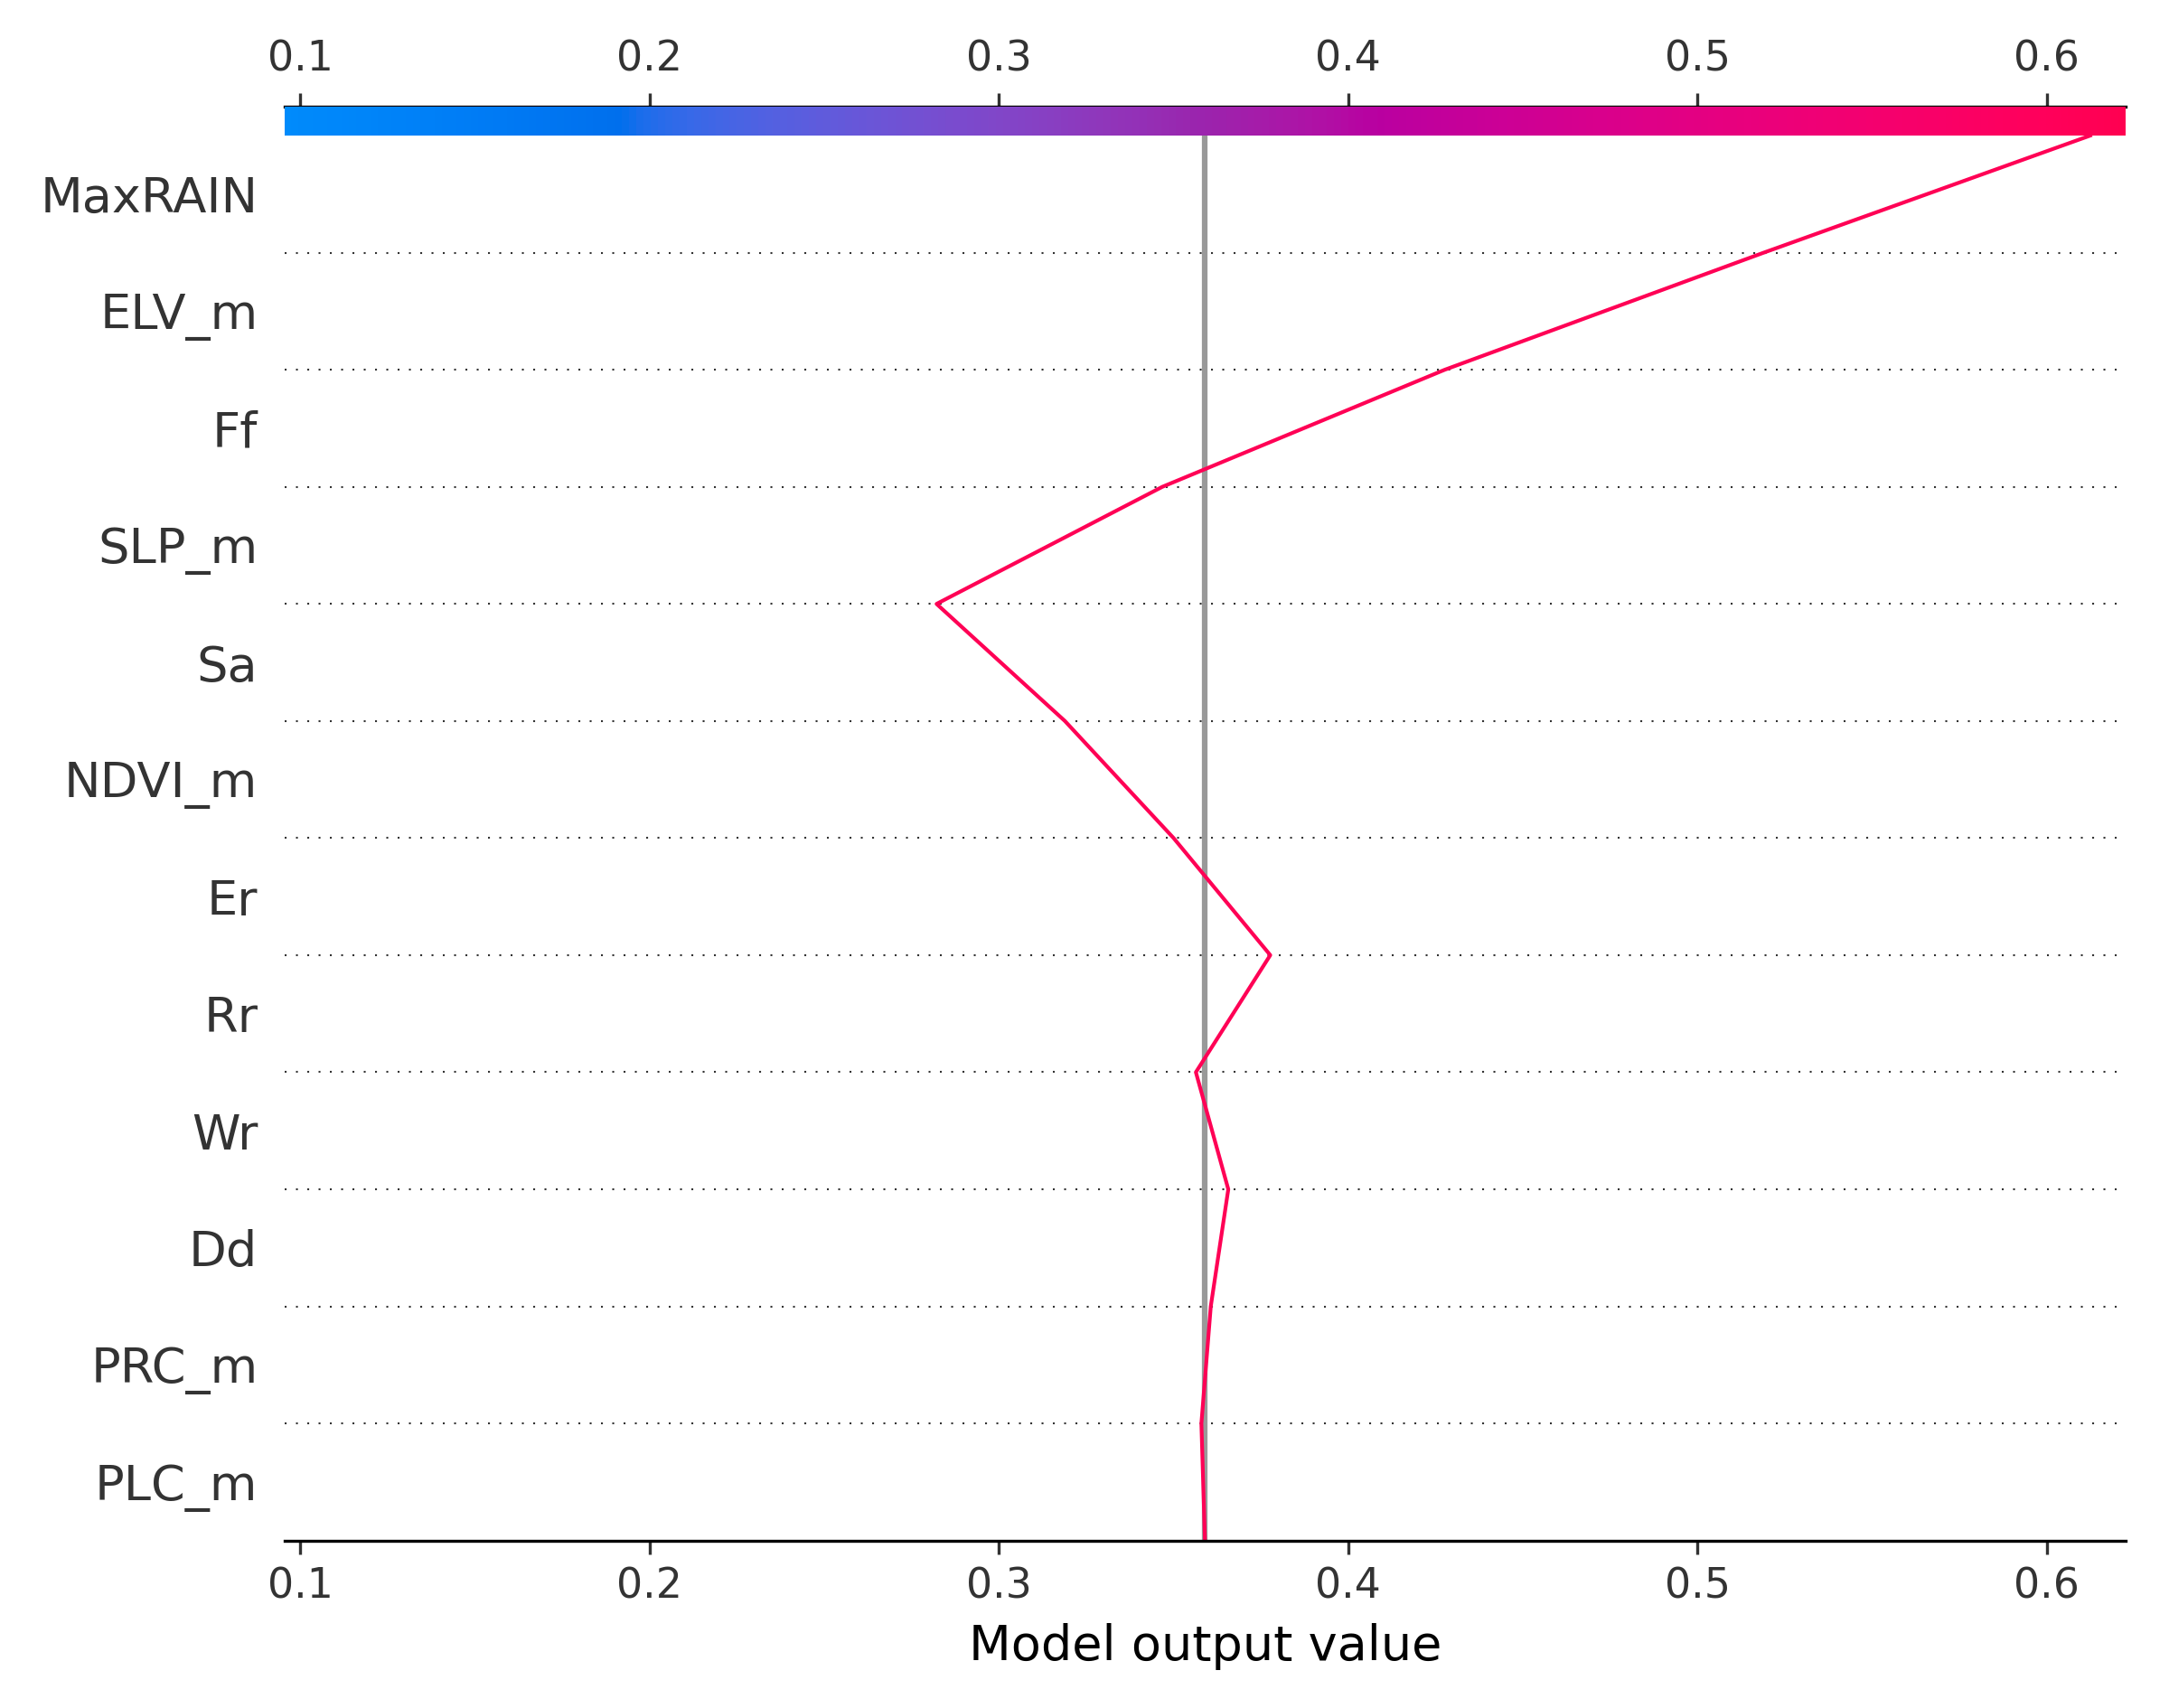 0.1 0.2 0.3 0.4 0.5 0.6
MaxRAIN
ELV_m
Ff
SLP_m
Sa
NDVI_m
Er
Rr
Wr
Dd
PRC_m
PLC_m
0.1 0.2 0.3 0.4 0.5 0.6
Model output value